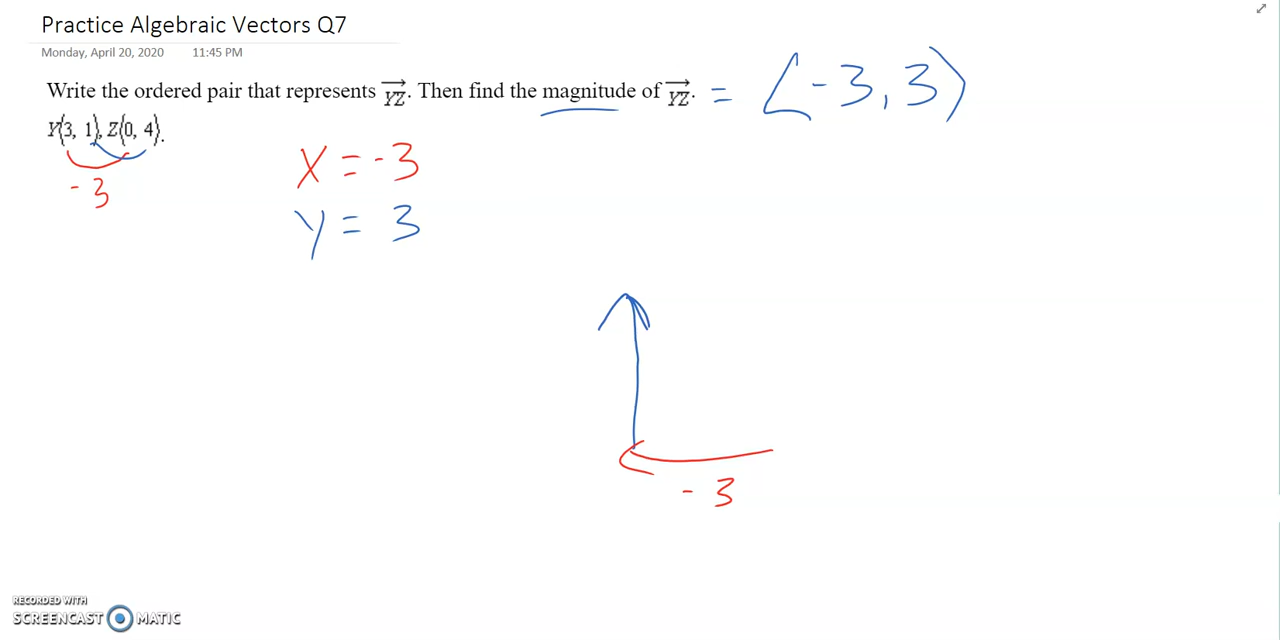 Practice Algebraic Vectors Q7
Monday, April 20, 2020 11:45 PM
Write the ordered pair that represents YZ. Then find the magnitude of YZ. = ⟨-3, 3⟩
Y(3, 1), Z(0, 4).
-3
X = -3
y = 3
-3
RECORDED WITH
SCREENCAST MATIC